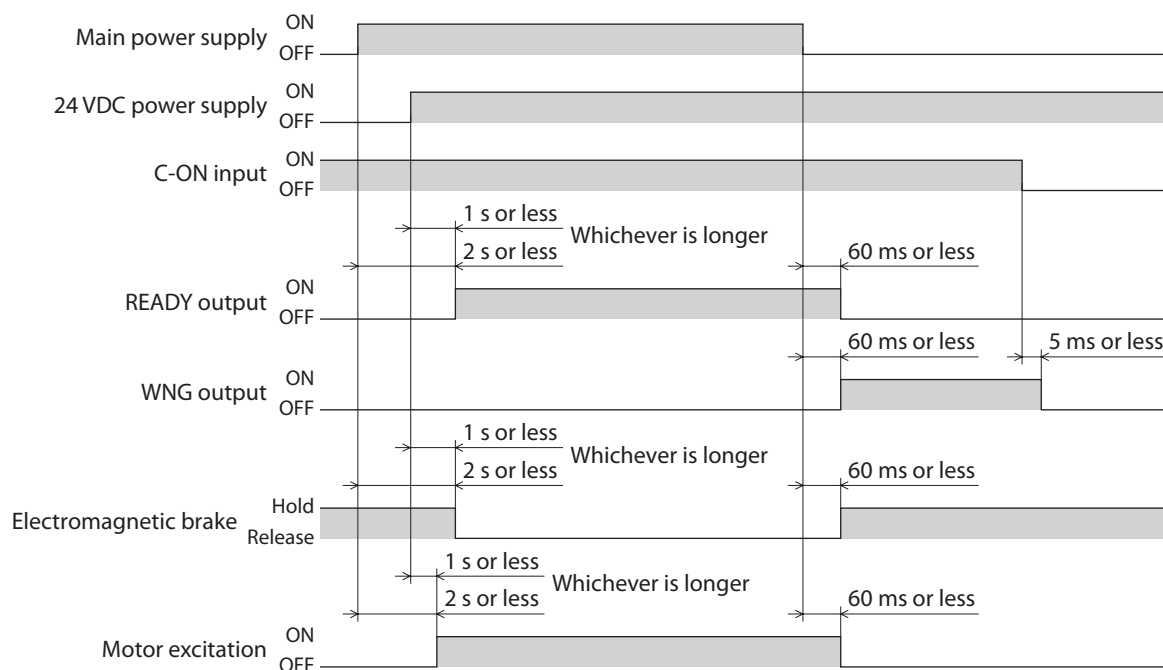 ON
Main power supply
OFF
ON
24 VDC power supply
OFF
ON
C-ON input
OFF
1 s or less
Whichever is longer
2 s or less
60 ms or less
ON
READY output
OFF
60 ms or less
5 ms or less
ON
WNG output
OFF
1 s or less
Whichever is longer
2 s or less
60 ms or less
Hold
Electromagnetic brake
Release
1 s or less
Whichever is longer
2 s or less
60 ms or less
ON
Motor excitation
OFF